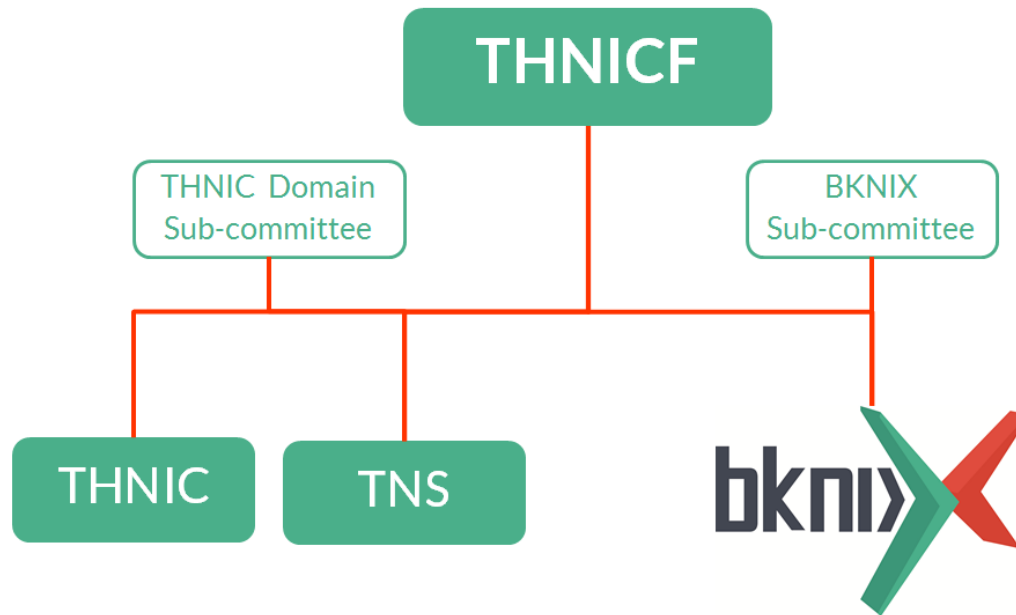 THNICF
THNIC Domain
Sub-committee
BKNIX
Sub-committee
THNIC
TNS
bknix